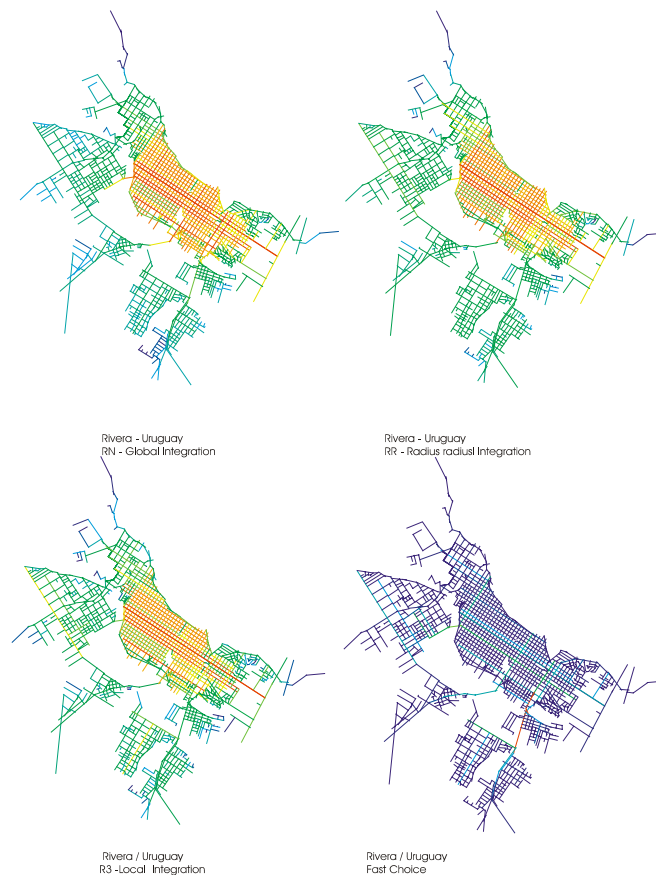 Rivera - Uruguay
RN - Global Integration
Rivera - Uruguay
RR - Radius radiusl Integration
Rivera / Uruguay
R3 -Local Integration
Rivera / Uruguay
Fast Choice